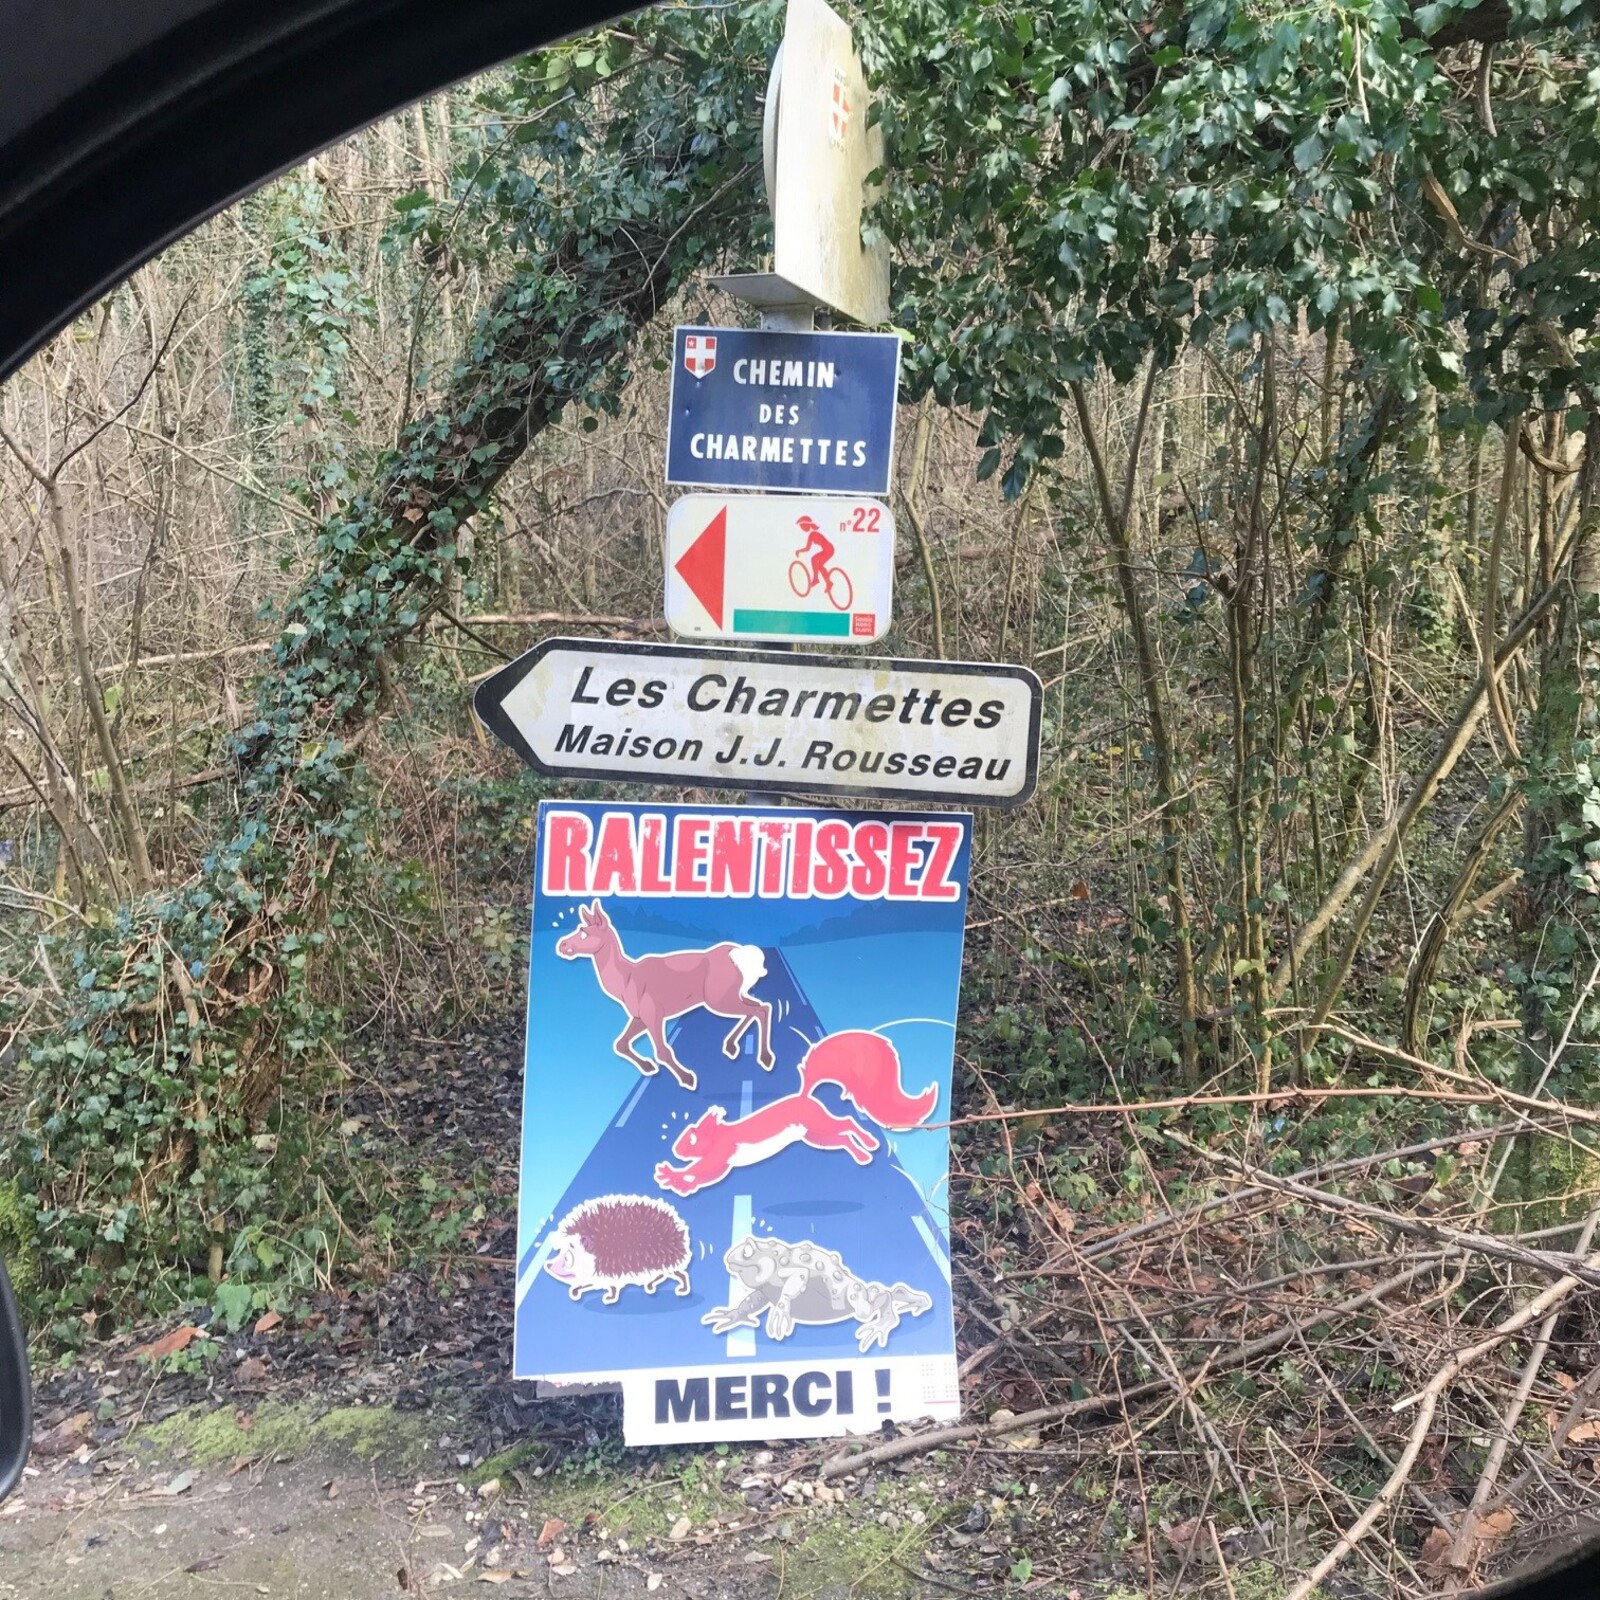 CHEMIN
DES
CHARMETTES
n°22
Les Charmettes
Maison J.J. Rousseau
RALENTISSEZ
MERCI !